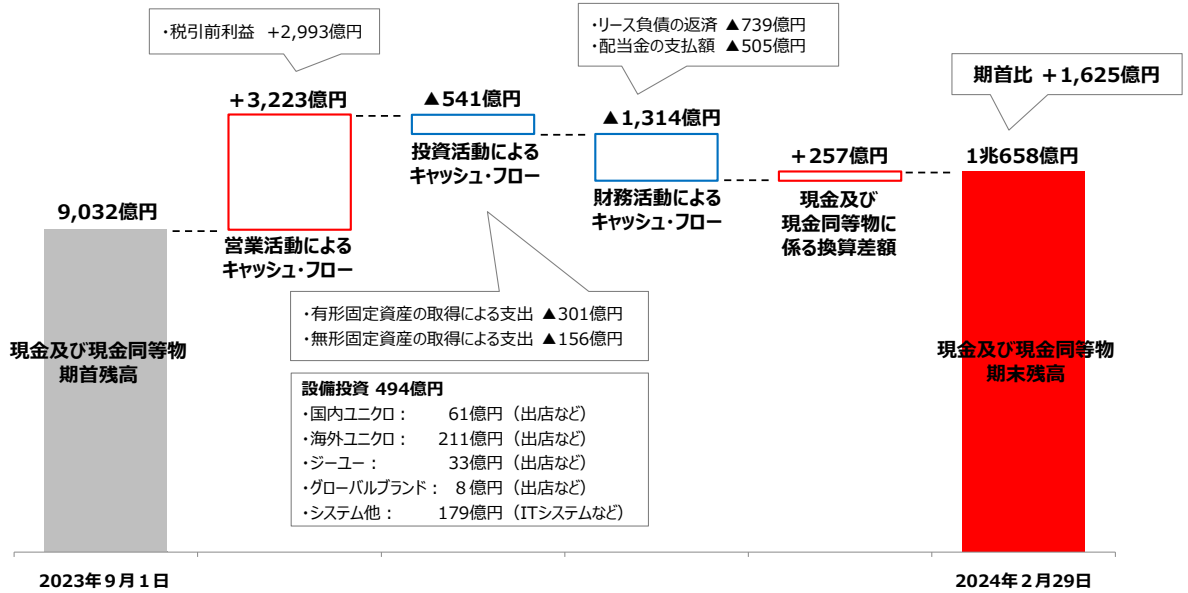 ・税引前利益 +2,993億円
・リース負債の返済 ▲739億円
・配当金の支払額 ▲505億円
期首比 +1,625億円
+3,223億円
▲541億円
▲1,314億円
+257億円
1兆658億円
9,032億円
営業活動による
キャッシュ・フロー
投資活動による
キャッシュ・フロー
財務活動による
キャッシュ・フロー
現金及び
現金同等物に
係る換算差額
・有形固定資産の取得による支出 ▲301億円
・無形固定資産の取得による支出 ▲156億円
現金及び現金同等物
期首残高
現金及び現金同等物
期末残高
設備投資 494億円
・国内ユニクロ： 61億円（出店など）
・海外ユニクロ： 211億円（出店など）
・ジーユー： 33億円（出店など）
・グローバルブランド： 8億円（出店など）
・システム他： 179億円（ITシステムなど）
2023年９月１日
2024年２月29日